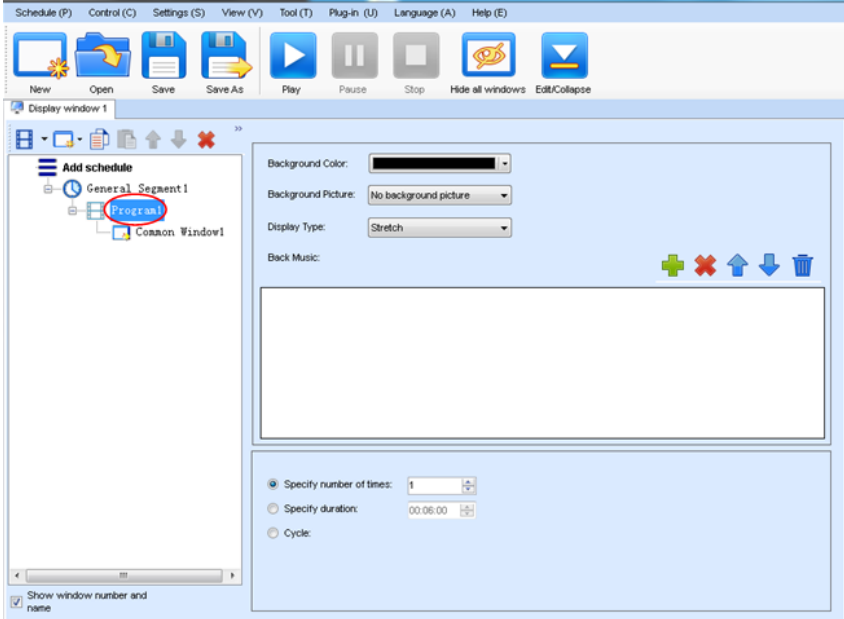 Schedule (P) Control (C) Settings (S) View (V) Tool (T) Plug-in (U) Language (A) Help (E)
New Open Save Save As Play Pause Stop Hide all windows Edit/Collapse
Display window 1
Add schedule
General Segment1
Program1
Common Window1
Show window number and
name
Background Color:
Background Picture: No background picture
Display Type: Stretch
Back Music:
Specify number of times: 1
Specify duration: 00:06:00
Cycle: